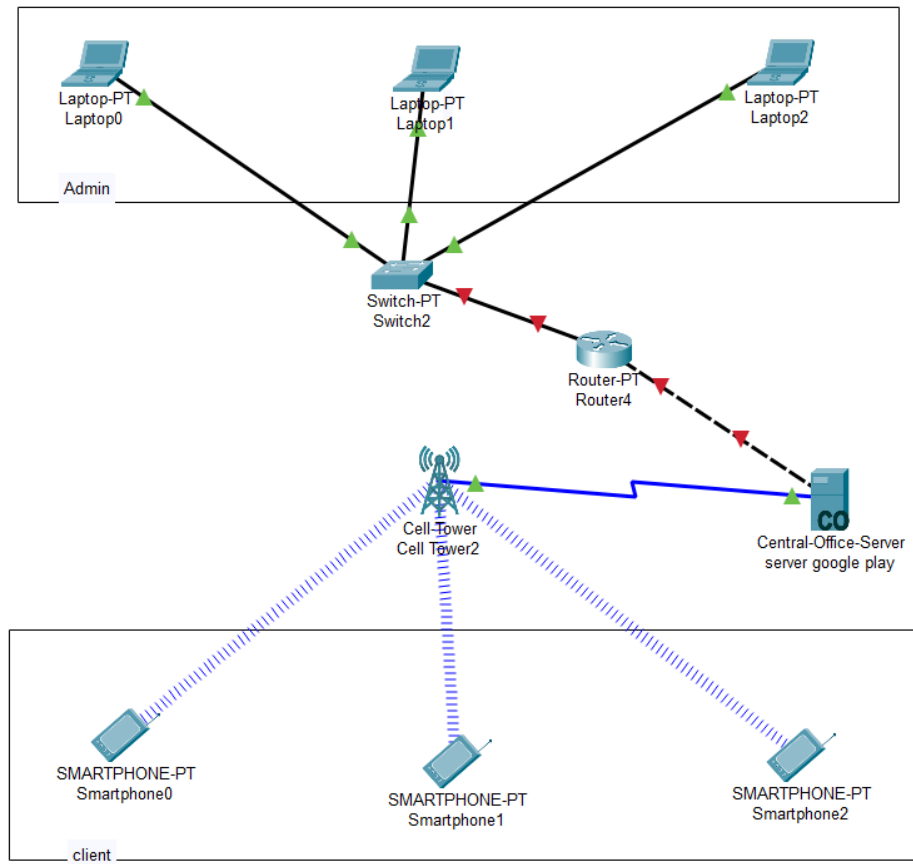 Laptop-PT
Laptop0
Laptop-PT
Laptop1
Laptop-PT
Laptop2
Admin
Switch-PT
Switch2
Router-PT
Router4
Cell-Tower
Cell Tower2
CO
Central-Office-Server
server google play
SMARTPHONE-PT
Smartphone0
SMARTPHONE-PT
Smartphone1
SMARTPHONE-PT
Smartphone2
client